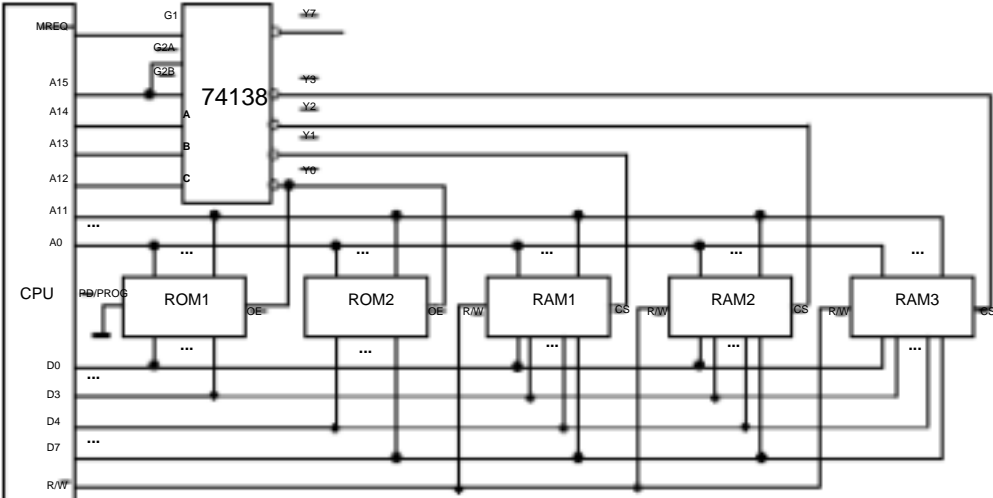 MREQ
G1
Y7
G2A
G2B
A15
74138
Y3
A14
A
Y2
A13
B
Y1
A12
C
Y0
A11
...
A0
... ... ... ... ...
CPU
PD/PROG
ROM1
OE
ROM2
OE
R/W
RAM1
CS
R/W
RAM2
CS
R/W
RAM3
CS
... ... ... ... ...
D0
...
D3
D4
...
D7
R/W